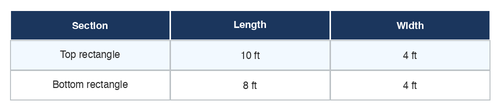 Section Length Width
Top rectangle 10 ft 4 ft
Bottom rectangle 8 ft 4 ft